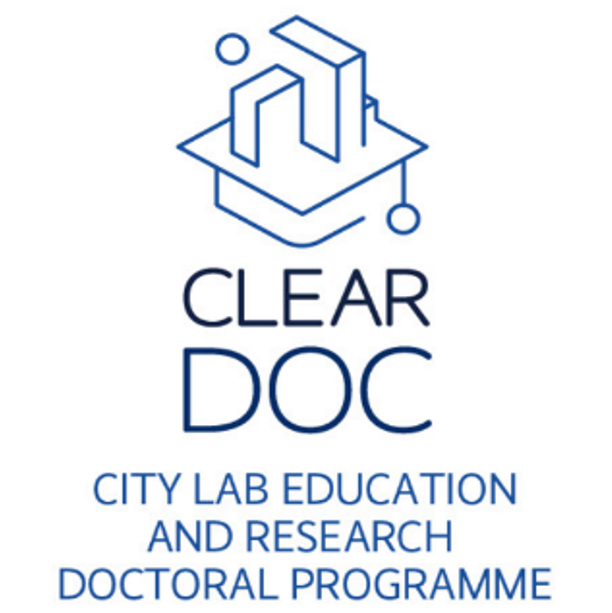 CLEAR
DOC
CITY LAB EDUCATION
AND RESEARCH
DOCTORAL PROGRAMME